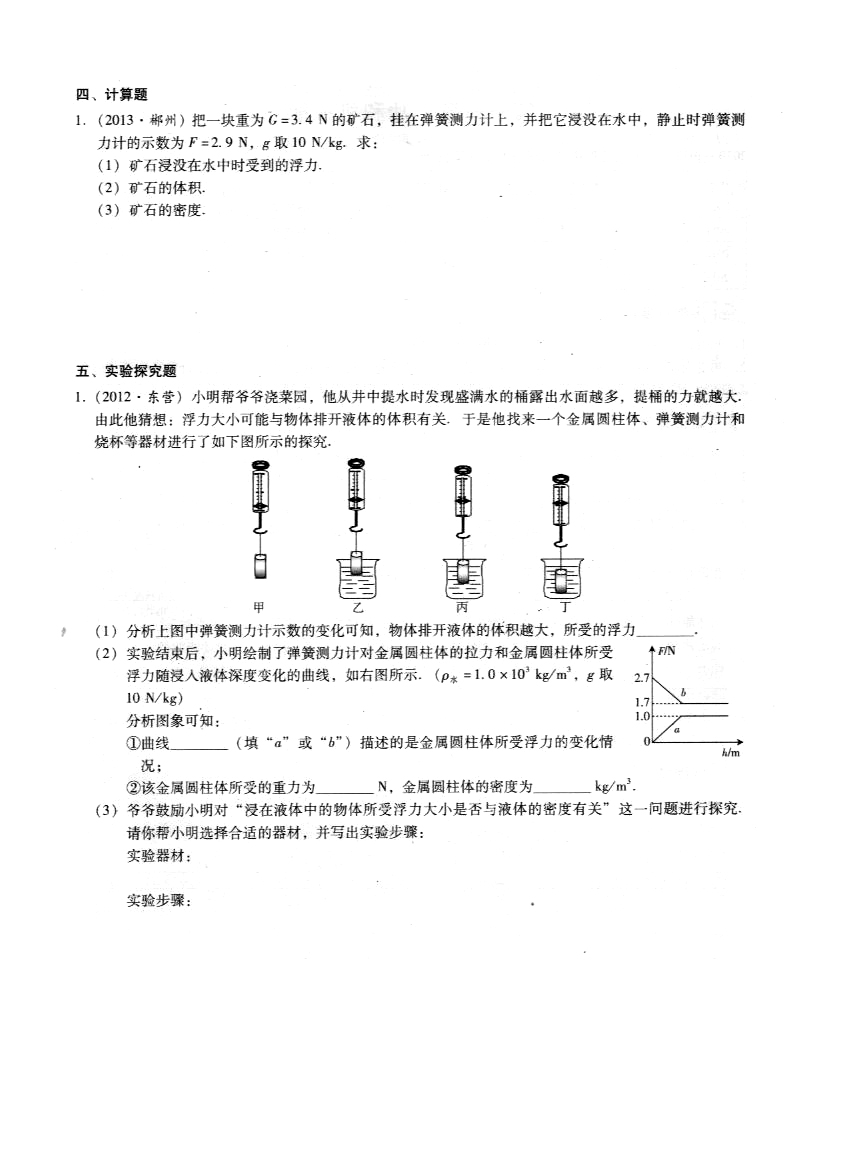 四、计算题
1. (2013·郴州) 把一块重为 G=3.4 N 的矿石，挂在弹簧测力计上，并把它浸没在水中，静止时弹簧测
力计的示数为 F=2.9 N，g 取 10 N/kg. 求：
(1) 矿石浸没在水中时受到的浮力.
(2) 矿石的体积.
(3) 矿石的密度.
五、实验探究题
1. (2012·东营) 小明帮爷爷浇菜园，他从井中提水时发现盛满水的桶露出水面越多，提桶的力就越大.
由此他猜想：浮力大小可能与物体排开液体的体积有关. 于是他找来一个金属圆柱体、弹簧测力计和
烧杯等器材进行了如下图所示的探究.
甲 乙 丙 丁
(1) 分析上图中弹簧测力计示数的变化可知，物体排开液体的体积越大，所受的浮力________.
(2) 实验结束后，小明绘制了弹簧测力计对金属圆柱体的拉力和金属圆柱体所受
浮力随浸入液体深度变化的曲线，如右图所示. (ρ水 =1.0×10³ kg/m³，g 取
10 N/kg)
分析图象可知：
①曲线________（填“a”或“b”）描述的是金属圆柱体所受浮力的变化情
况；
②该金属圆柱体所受的重力为________ N，金属圆柱体的密度为________ kg/m³.
F/N
2.7
b
1.7
1.0
a
0
h/m
(3) 爷爷鼓励小明对“浸在液体中的物体所受浮力大小是否与液体的密度有关”这一问题进行探究.
请你帮小明选择合适的器材，并写出实验步骤：
实验器材：
实验步骤：